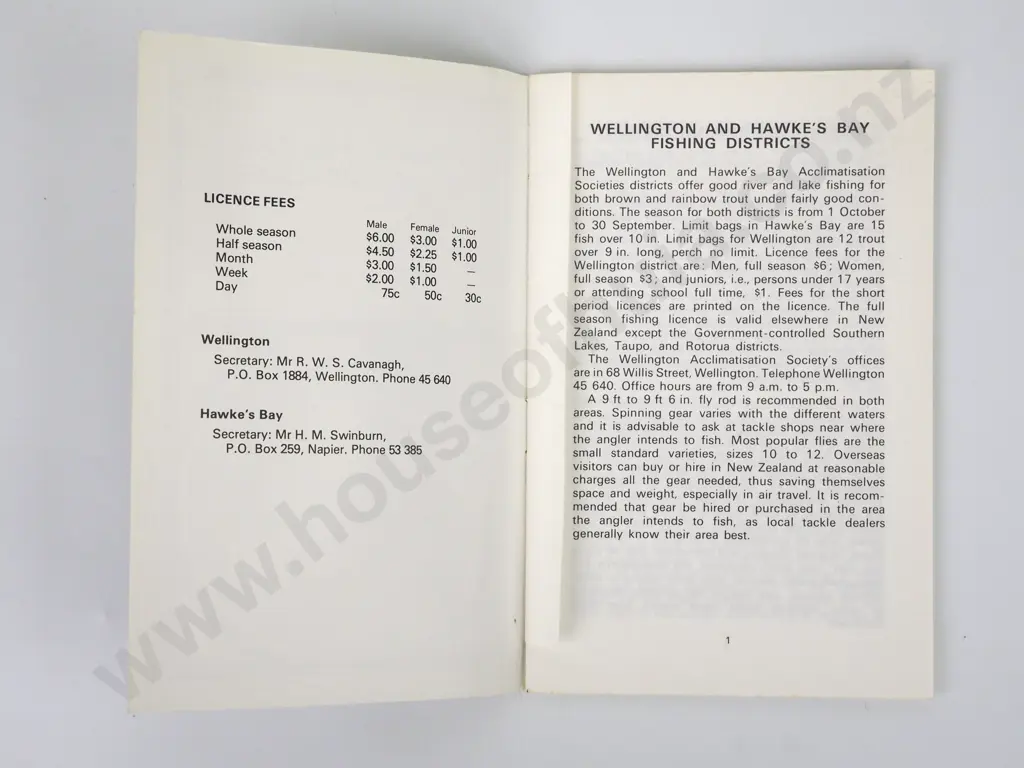 LICENCE FEES
Male Female Junior
Whole season $6.00 $3.00 $1.00
Half season $4.50 $2.25 $1.00
Month $3.00 $1.50 —
Week $2.00 $1.00 —
Day 75c 50c 30c
Wellington
Secretary: Mr R. W. S. Cavanagh,
P.O. Box 1884, Wellington. Phone 45 640
Hawke's Bay
Secretary: Mr H. M. Swinburn,
P.O. Box 259, Napier. Phone 53 385
WELLINGTON AND HAWKE'S BAY
FISHING DISTRICTS
The Wellington and Hawke's Bay Acclimatisation
Societies districts offer good river and lake fishing for
both brown and rainbow trout under fairly good con-
ditions. The season for both districts is from 1 October
to 30 September. Limit bags in Hawke's Bay are 15
fish over 10 in. Limit bags for Wellington are 12 trout
over 9 in. long, perch no limit. Licence fees for the
Wellington district are: Men, full season $6; Women,
full season $3; and juniors, i.e., persons under 17 years
or attending school full time, $1. Fees for the short
period licences are printed on the licence. The full
season fishing licence is valid elsewhere in New
Zealand except the Government-controlled Southern
Lakes, Taupo, and Rotorua districts.
The Wellington Acclimatisation Society's offices
are in 68 Willis Street, Wellington. Telephone Wellington
45 640. Office hours are from 9 a.m. to 5 p.m.
A 9 ft to 9 ft 6 in. fly rod is recommended in both
areas. Spinning gear varies with the different waters
and it is advisable to ask at tackle shops near where
the angler intends to fish. Most popular flies are the
small standard varieties, sizes 10 to 12. Overseas
visitors can buy or hire in New Zealand at reasonable
charges all the gear needed, thus saving themselves
space and weight, especially in air travel. It is recom-
mended that gear be hired or purchased in the area
the angler intends to fish, as local tackle dealers
generally know their area best.
1